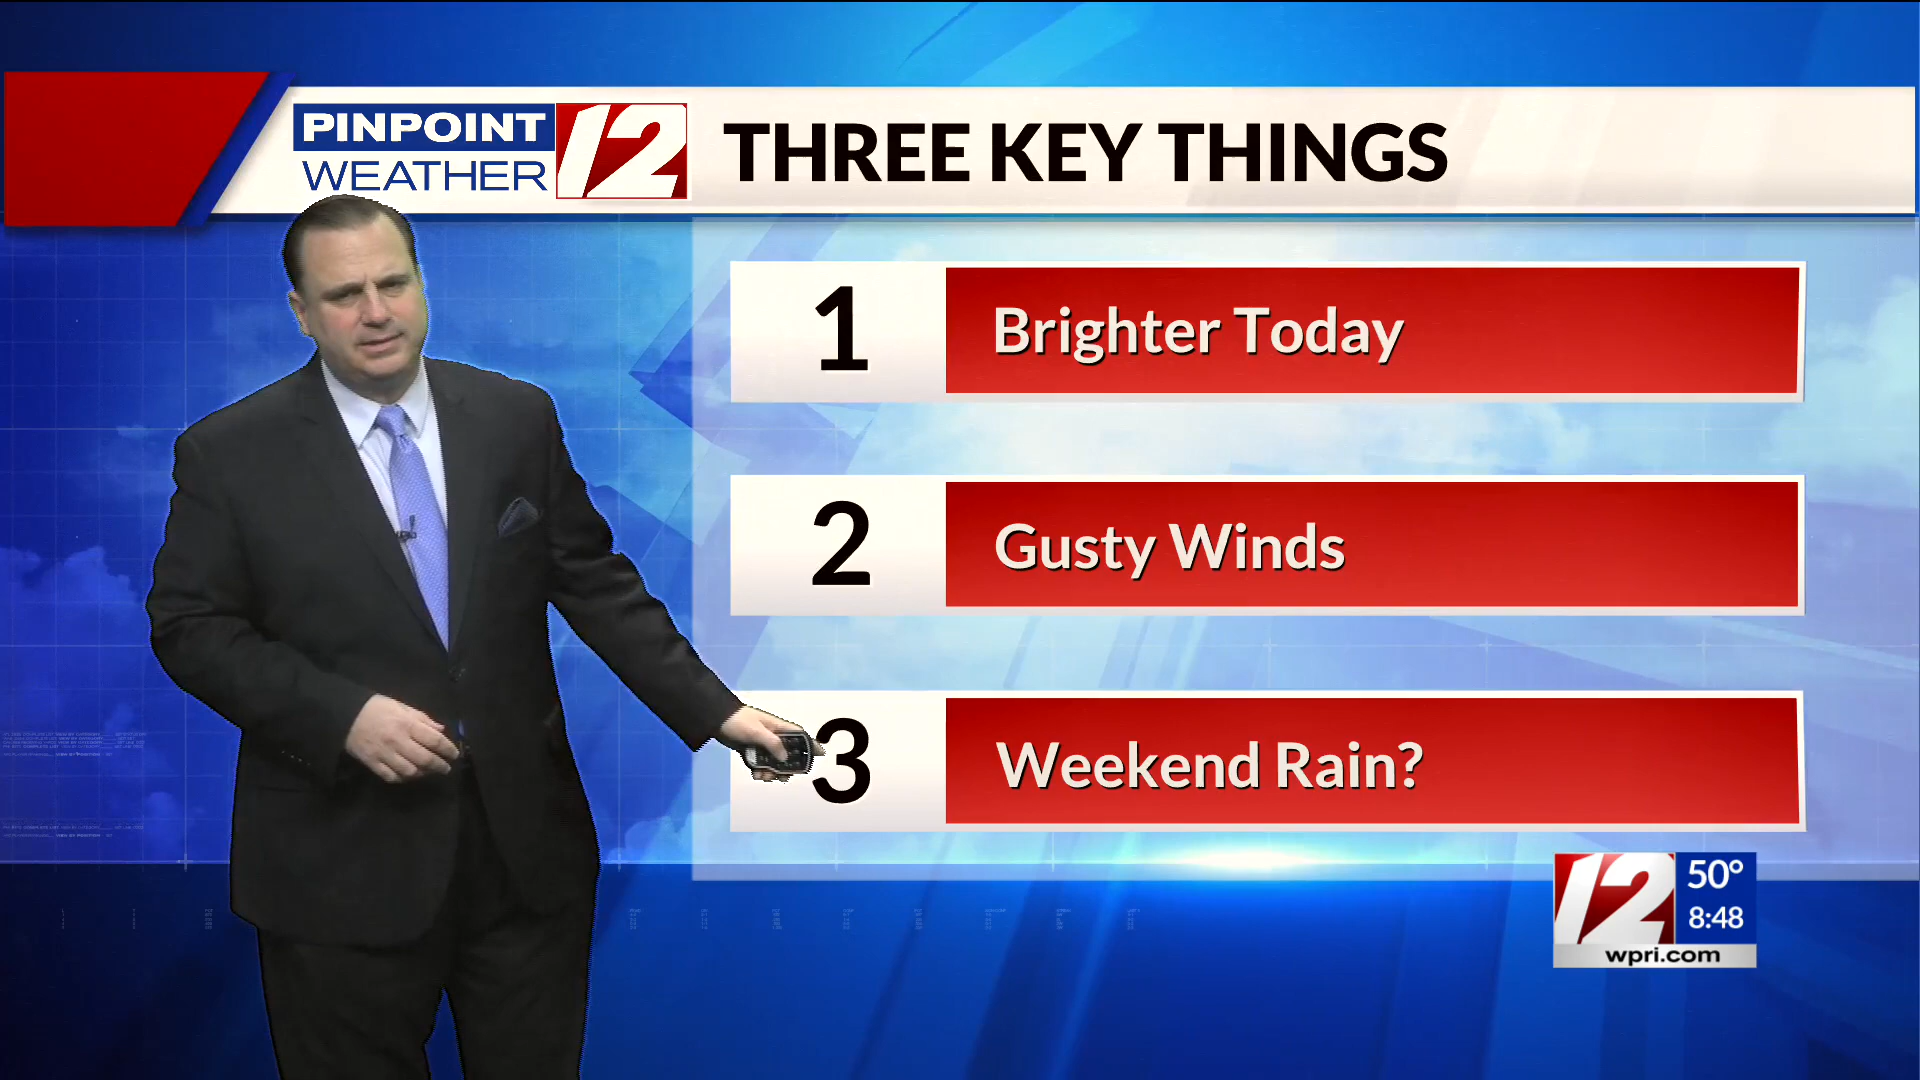 PINPOINT
WEATHER
12
THREE KEY THINGS
1
Brighter Today
2
Gusty Winds
3
Weekend Rain?
12
50°
8:48
wpri.com